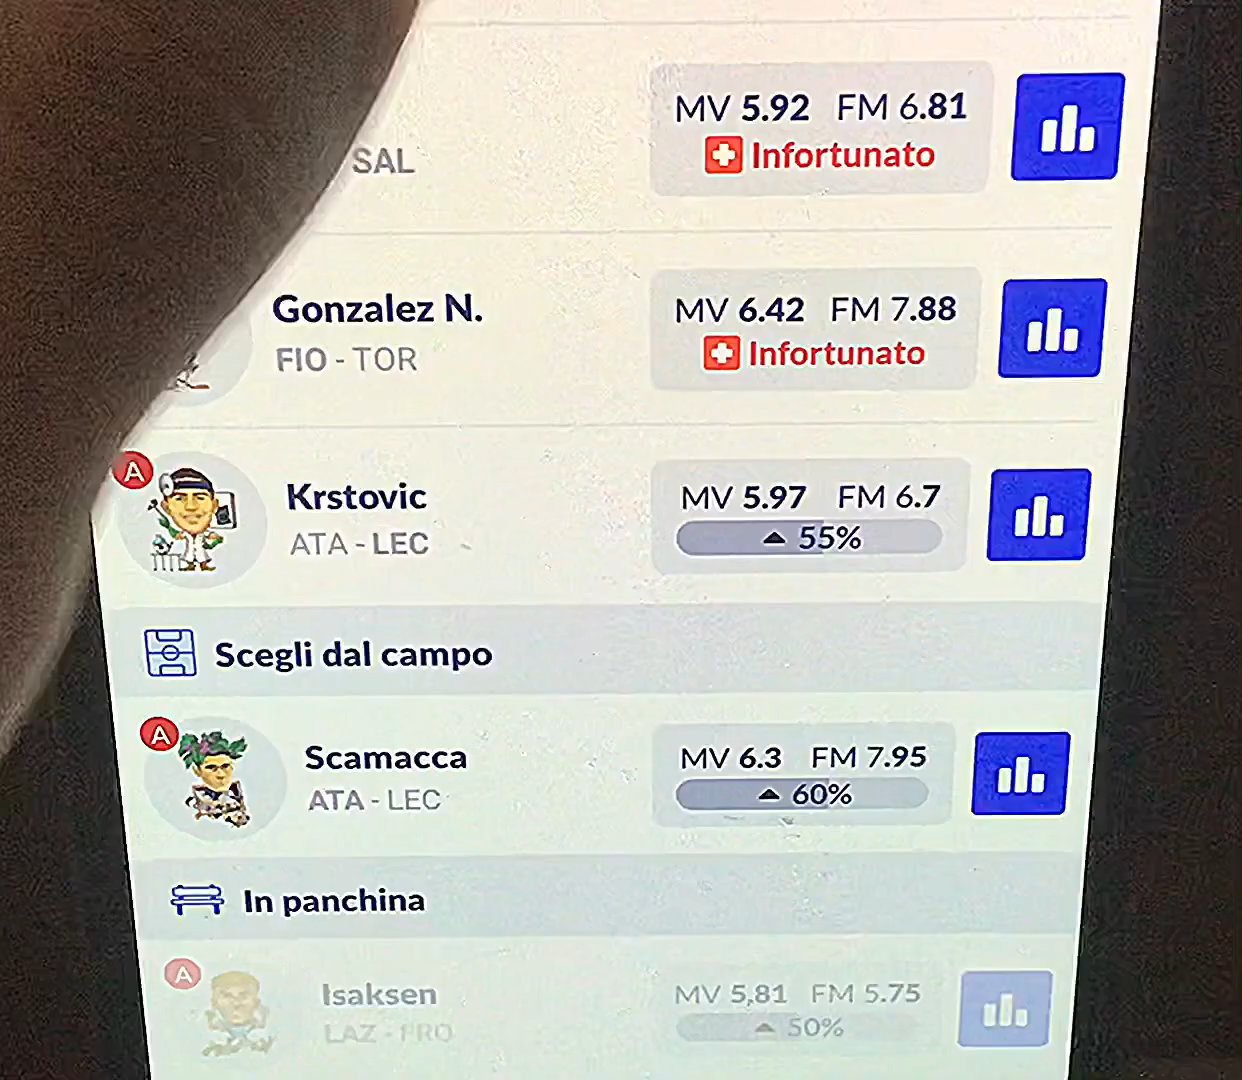 MV 5.92 FM 6.81
SAL
Infortunato
Gonzalez N.
MV 6.42 FM 7.88
FIO - TOR
Infortunato
A
Krstovic
MV 5.97 FM 6.7
ATA - LEC
55%
Scegli dal campo
A
Scamacca
MV 6.3 FM 7.95
ATA - LEC
60%
In panchina
A
Isaksen
MV 5,81 FM 5.75
LAZ - FRO
50%